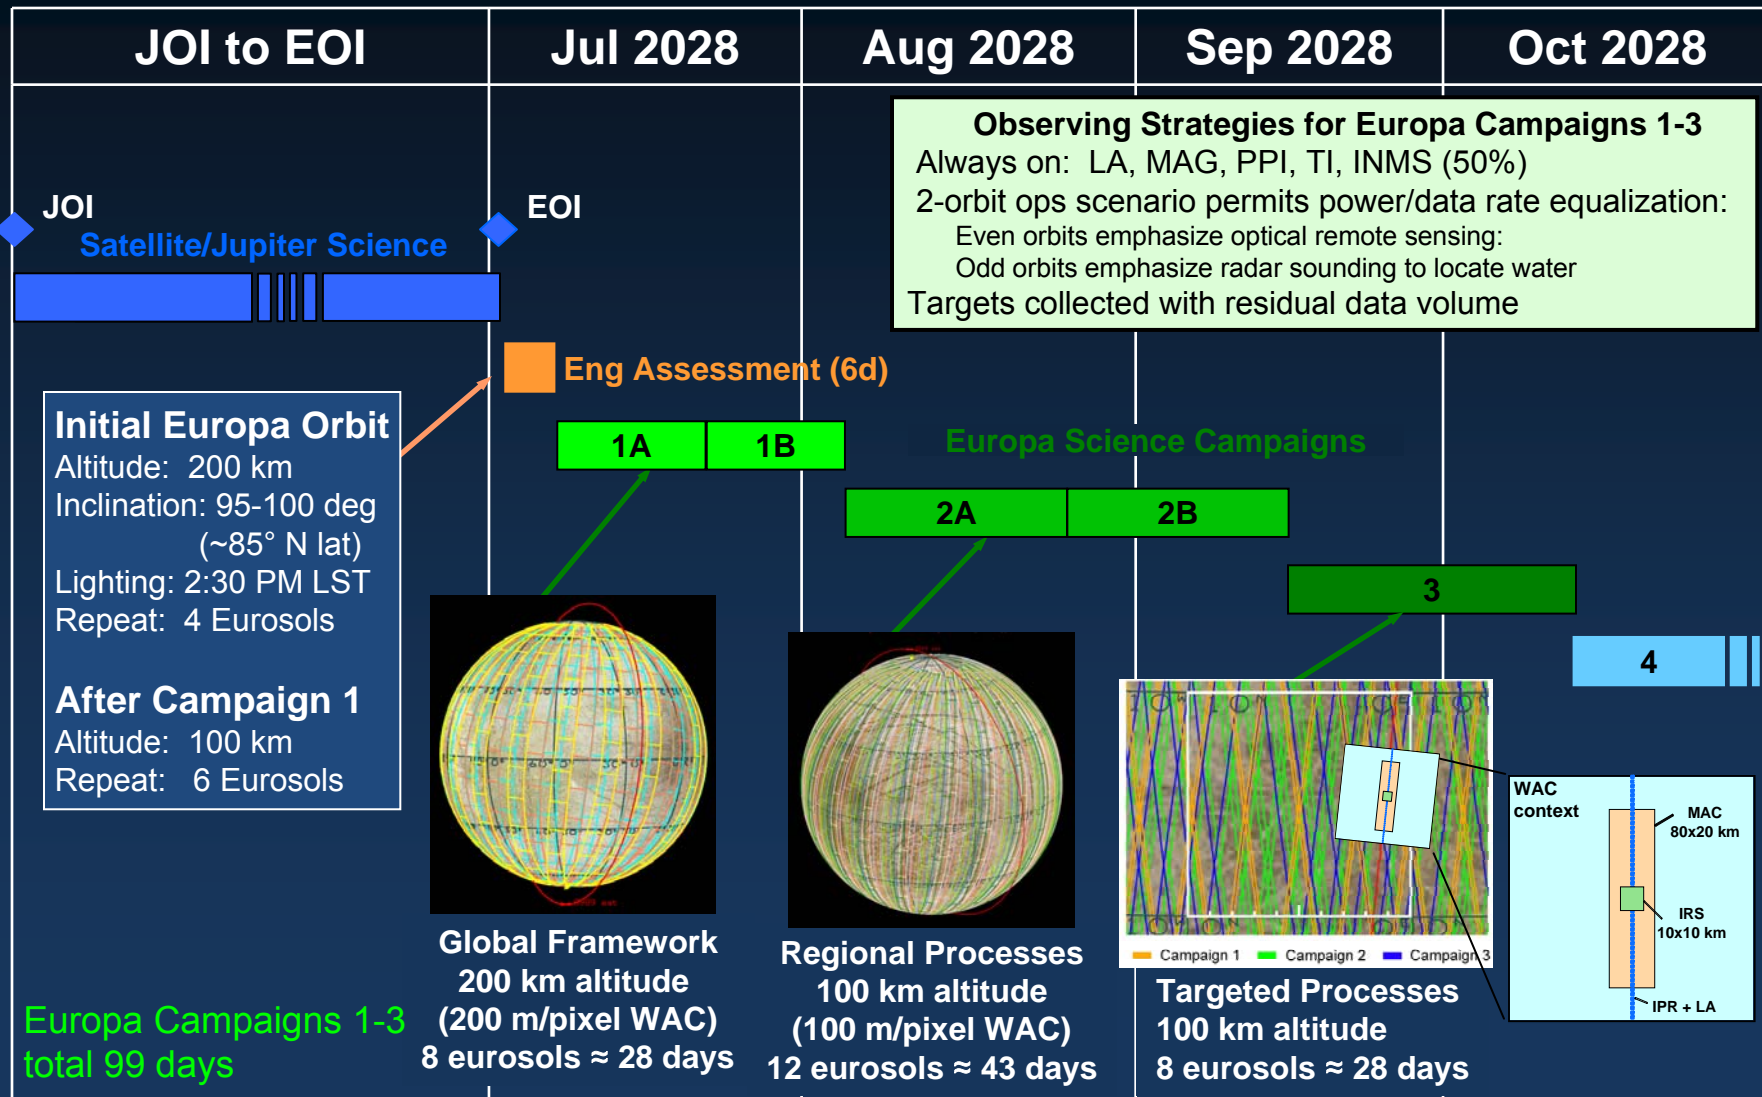 JOI to EOI
Jul 2028
Aug 2028
Sep 2028
Oct 2028
Observing Strategies for Europa Campaigns 1-3
Always on: LA, MAG, PPI, TI, INMS (50%)
2-orbit ops scenario permits power/data rate equalization:
Even orbits emphasize optical remote sensing:
Odd orbits emphasize radar sounding to locate water
Targets collected with residual data volume
JOI
EOI
Satellite/Jupiter Science
Eng Assessment (6d)
Initial Europa Orbit
Altitude: 200 km
Inclination: 95-100 deg
(~85° N lat)
Lighting: 2:30 PM LST
Repeat: 4 Eurosols
After Campaign 1
Altitude: 100 km
Repeat: 6 Eurosols
1A
1B
Europa Science Campaigns
2A
2B
3
4
Global Framework
200 km altitude
(200 m/pixel WAC)
8 eurosols ≈ 28 days
Regional Processes
100 km altitude
(100 m/pixel WAC)
12 eurosols ≈ 43 days
Campaign 1
Campaign 2
Campaign 3
Targeted Processes
100 km altitude
8 eurosols ≈ 28 days
WAC
context
MAC
80x20 km
IRS
10x10 km
IPR + LA
Europa Campaigns 1-3
total 99 days